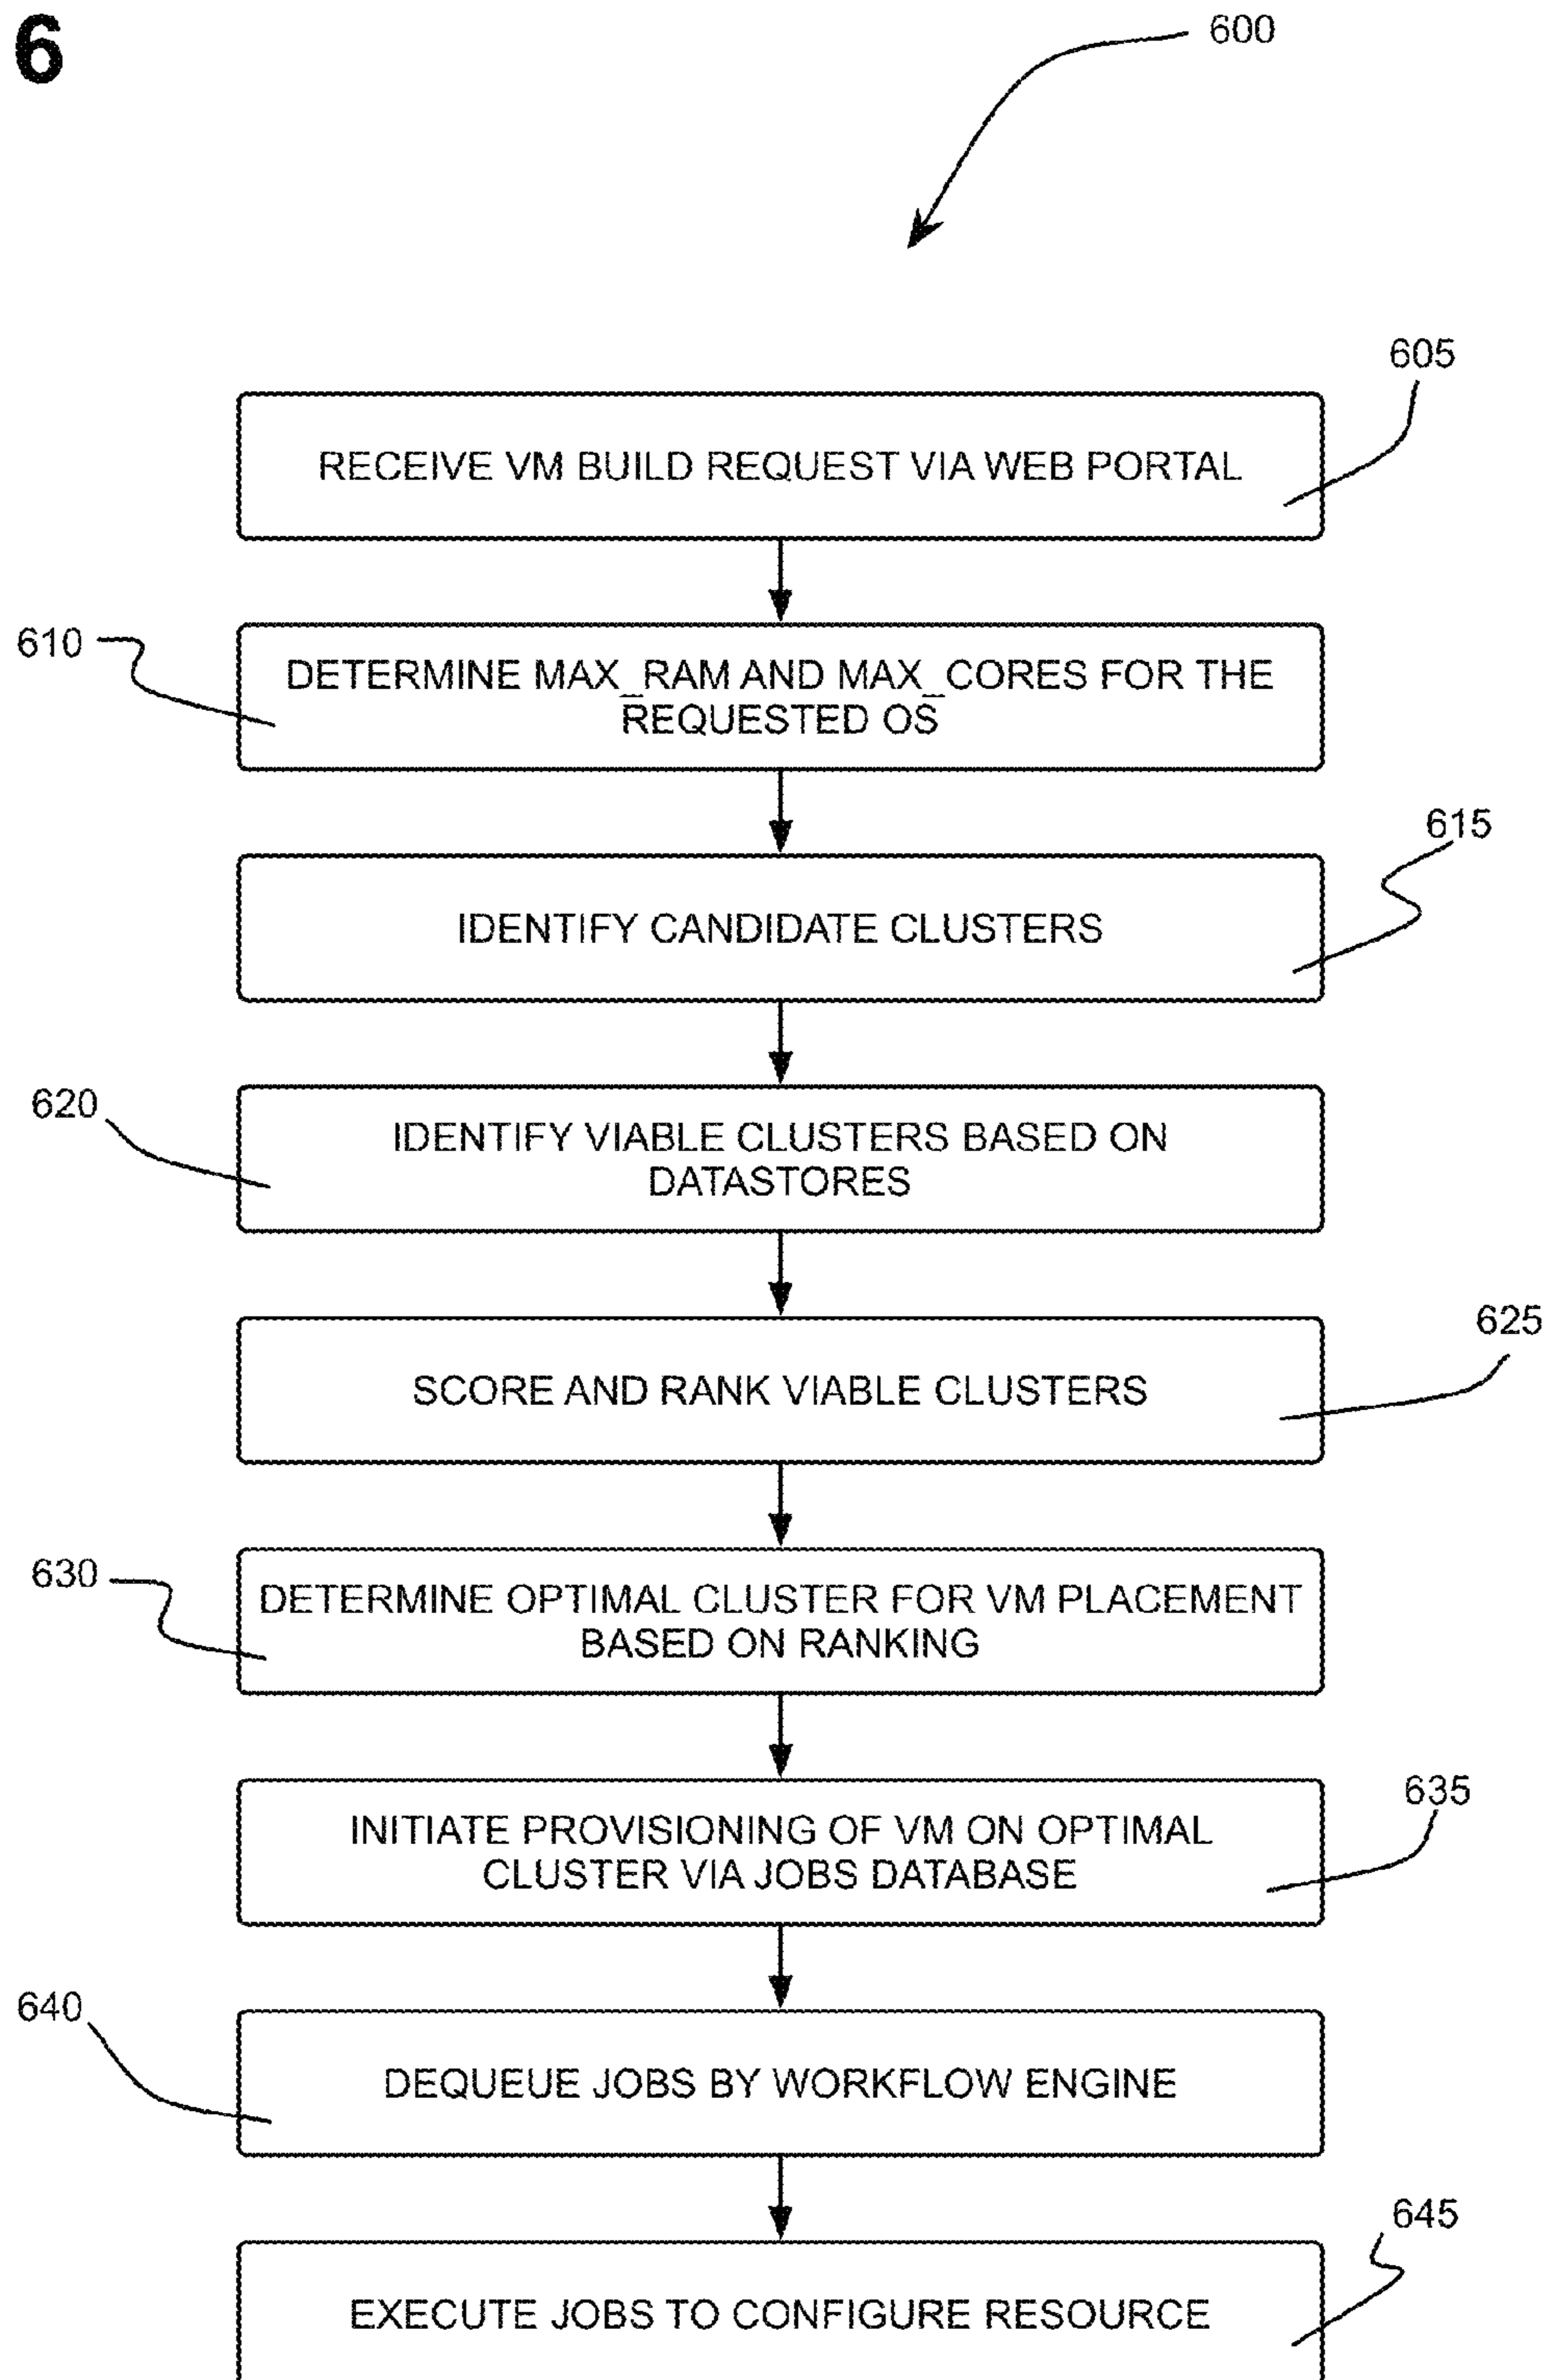 6
600
605
RECEIVE VM BUILD REQUEST VIA WEB PORTAL
610
DETERMINE MAX_RAM AND MAX_CORES FOR THE
REQUESTED OS
615
IDENTIFY CANDIDATE CLUSTERS
620
IDENTIFY VIABLE CLUSTERS BASED ON
DATASTORES
625
SCORE AND RANK VIABLE CLUSTERS
630
DETERMINE OPTIMAL CLUSTER FOR VM PLACEMENT
BASED ON RANKING
635
INITIATE PROVISIONING OF VM ON OPTIMAL
CLUSTER VIA JOBS DATABASE
640
DEQUEUE JOBS BY WORKFLOW ENGINE
645
EXECUTE JOBS TO CONFIGURE RESOURCE